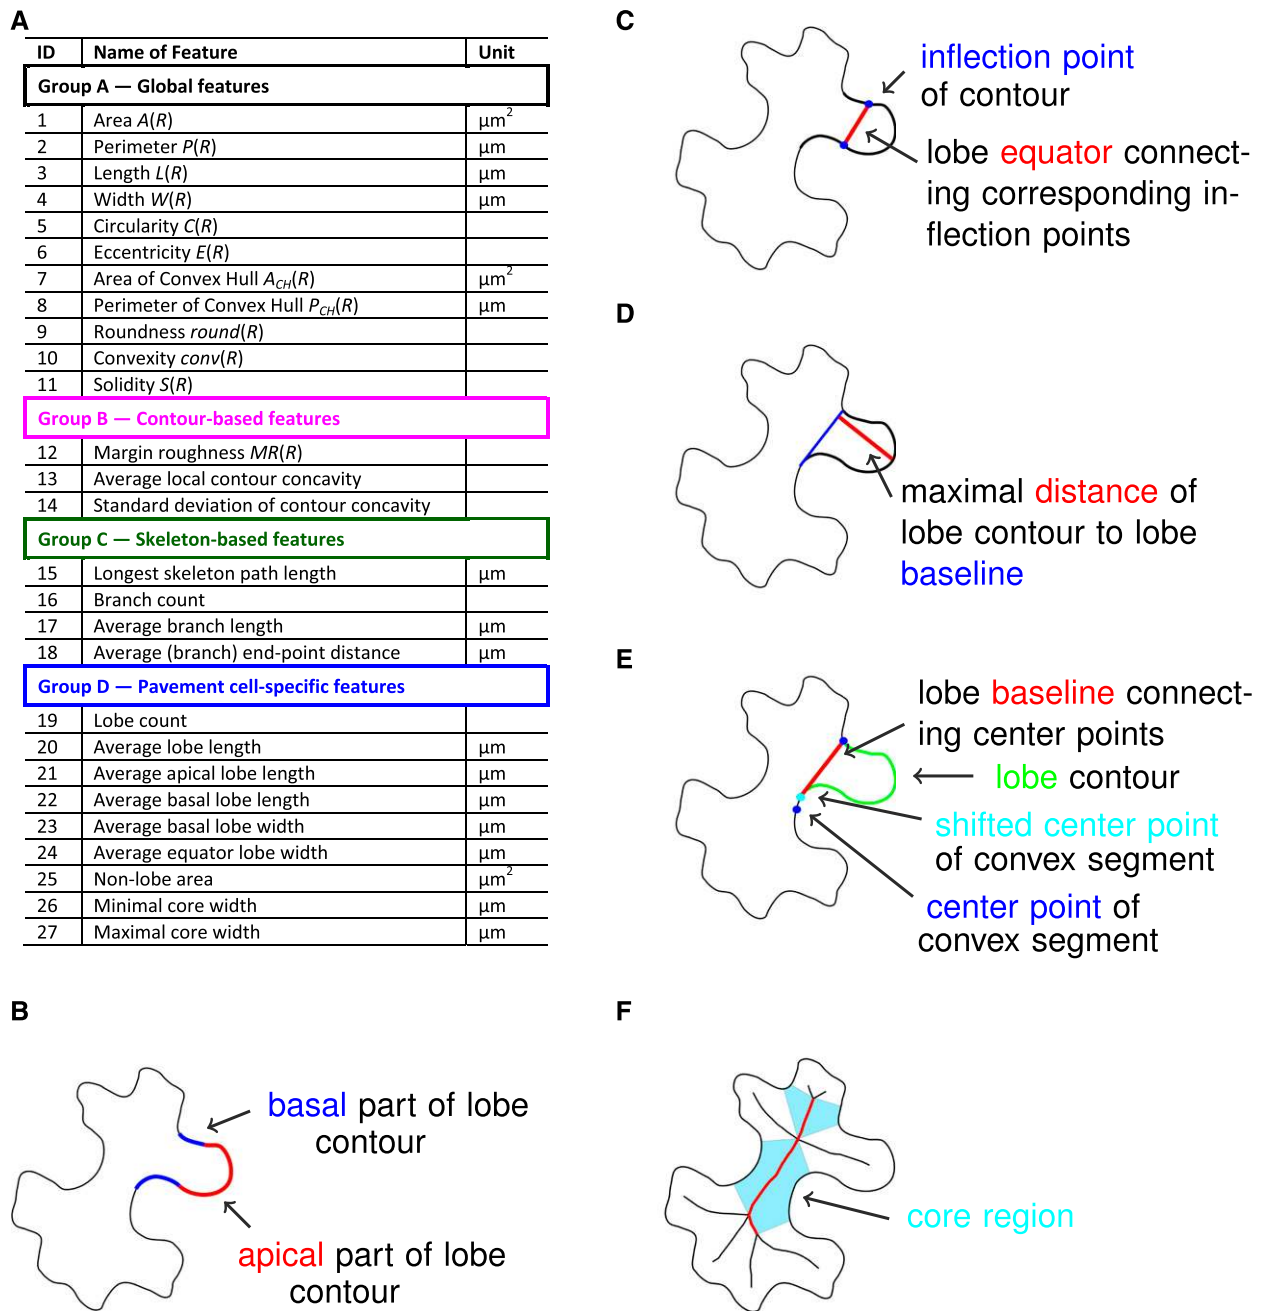 A
ID Name of Feature Unit
Group A — Global features
1 Area A(R) µm²
2 Perimeter P(R) µm
3 Length L(R) µm
4 Width W(R) µm
5 Circularity C(R)
6 Eccentricity E(R)
7 Area of Convex Hull A_CH(R) µm²
8 Perimeter of Convex Hull P_CH(R) µm
9 Roundness round(R)
10 Convexity conv(R)
11 Solidity S(R)
Group B — Contour-based features
12 Margin roughness MR(R)
13 Average local contour concavity
14 Standard deviation of contour concavity
Group C — Skeleton-based features
15 Longest skeleton path length µm
16 Branch count
17 Average branch length µm
18 Average (branch) end-point distance µm
Group D — Pavement cell-specific features
19 Lobe count
20 Average lobe length µm
21 Average apical lobe length µm
22 Average basal lobe length µm
23 Average basal lobe width µm
24 Average equator lobe width µm
25 Non-lobe area µm²
26 Minimal core width µm
27 Maximal core width µm
B
basal part of lobe
contour
apical part of lobe
contour
C
inflection point
of contour
lobe equator connect-
ing corresponding in-
flection points
D
maximal distance of
lobe contour to lobe
baseline
E
lobe baseline connect-
ing center points
lobe contour
shifted center point
of convex segment
center point of
convex segment
F
core region